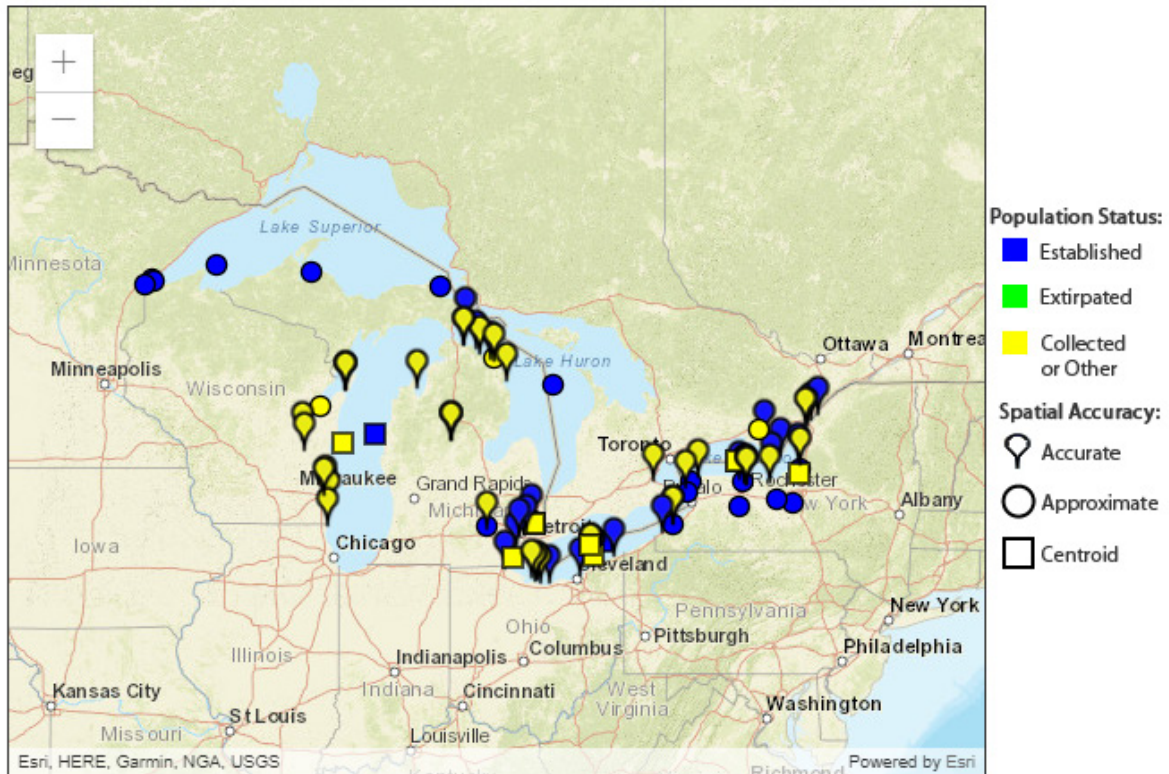 +
−
eg
Lake Superior
Minnesota
Ottawa
Montrea
Lake Huron
Minneapolis
Wisconsin
Toronto
Milwaukee
Grand Rapids
Rochester
Albany
Iowa
Chicago
Detroit
Cleveland
New York
Pennsylvania
Ohio
Pittsburgh
Philadelphia
Illinois
Columbus
Indianapolis
Indiana
Cincinnati
West
Virginia
Washington
Kansas City
St Louis
Missouri
Louisville
Richmond
Esri, HERE, Garmin, NGA, USGS
Powered by Esri
Population Status:
Established
Extirpated
Collected
or Other
Spatial Accuracy:
Accurate
Approximate
Centroid